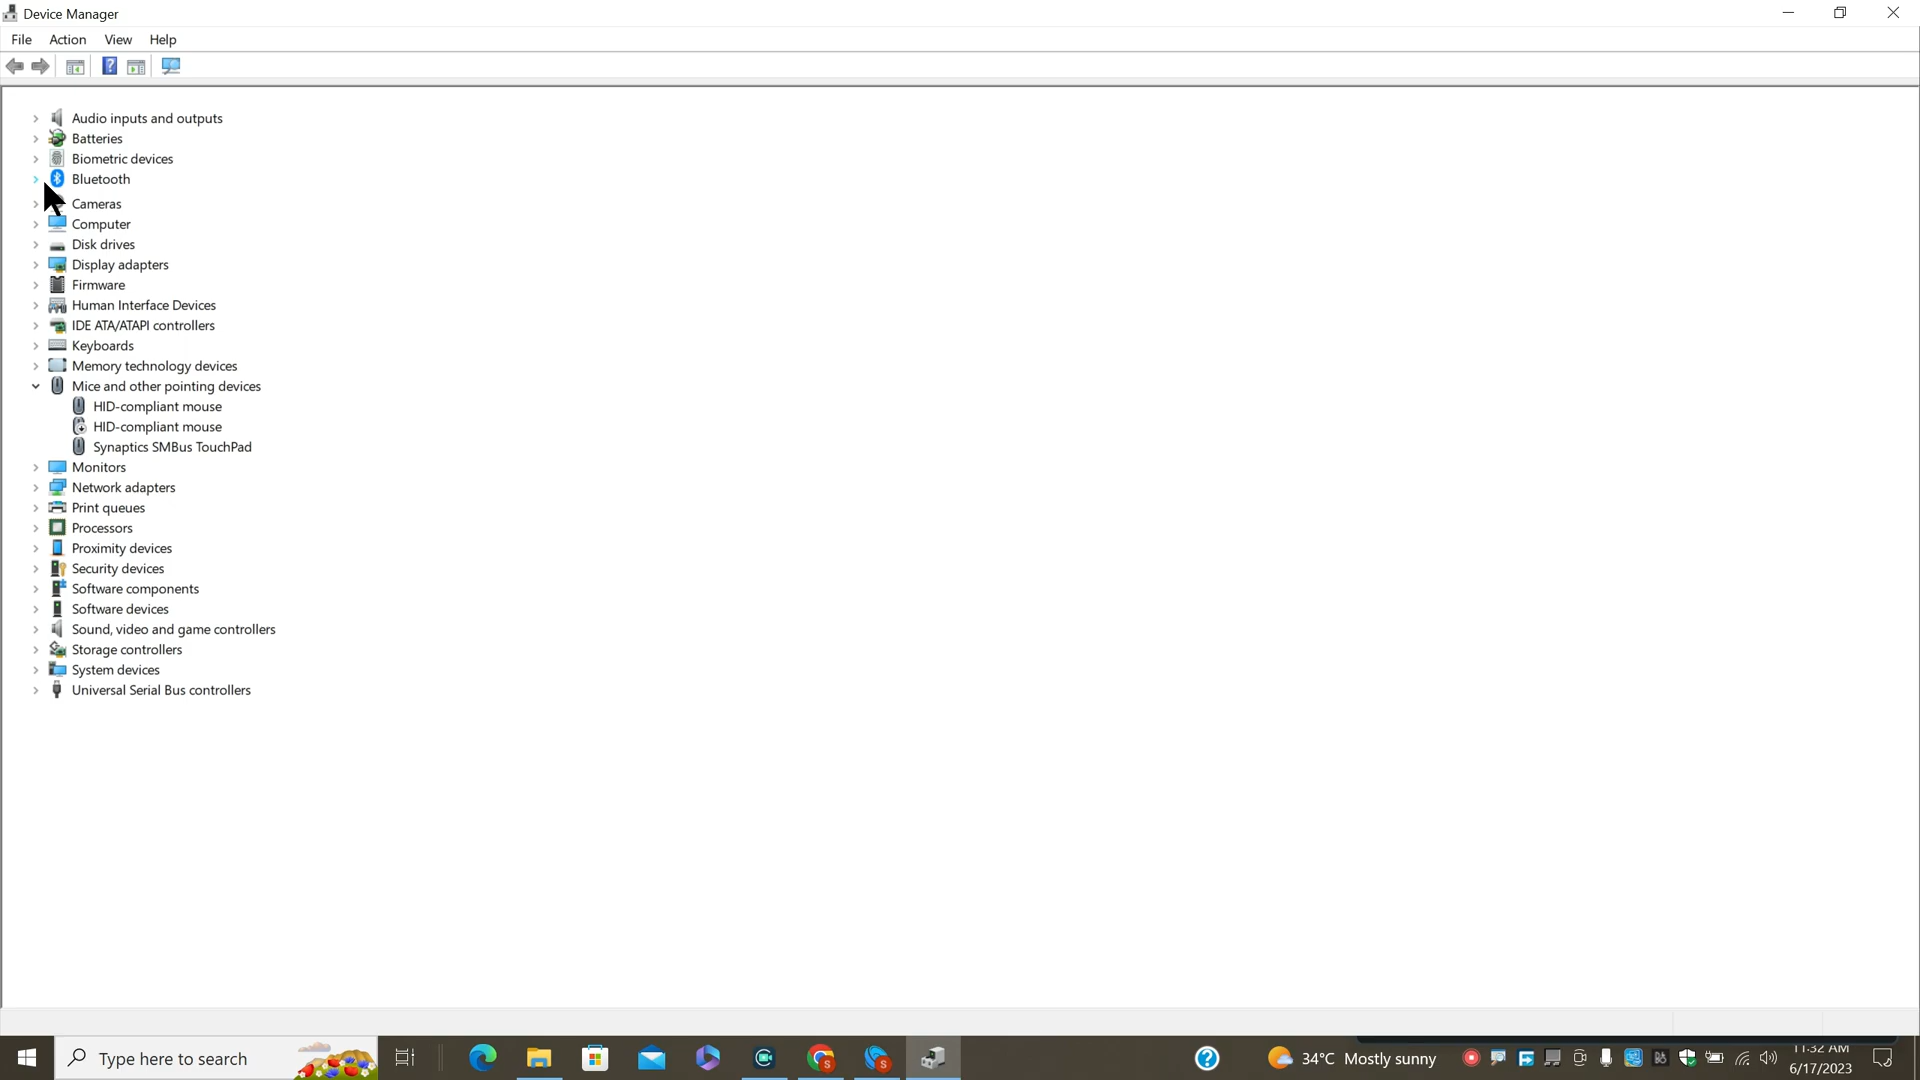 Device Manager
File Action View Help
Audio inputs and outputs
Batteries
Biometric devices
Bluetooth
Cameras
Computer
Disk drives
Display adapters
Firmware
Human Interface Devices
IDE ATA/ATAPI controllers
Keyboards
Memory technology devices
Mice and other pointing devices
HID-compliant mouse
HID-compliant mouse
Synaptics SMBus TouchPad
Monitors
Network adapters
Print queues
Processors
Proximity devices
Security devices
Software components
Software devices
Sound, video and game controllers
Storage controllers
System devices
Universal Serial Bus controllers
Type here to search
34°C Mostly sunny
11:32 AM
6/17/2023